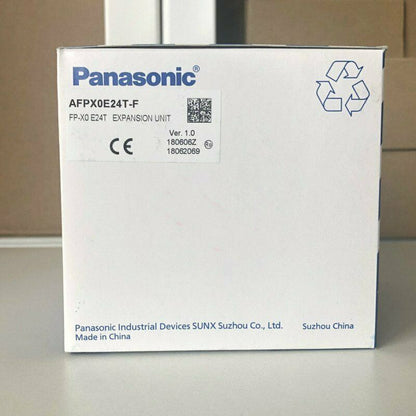 Panasonic®
AFPX0E24T-F
FP-X0 E24T EXPANSION UNIT
Ver. 1.0
180606Z
18062069
CE
Panasonic Industrial Devices SUNX Suzhou Co., Ltd.
Suzhou China
Made in China